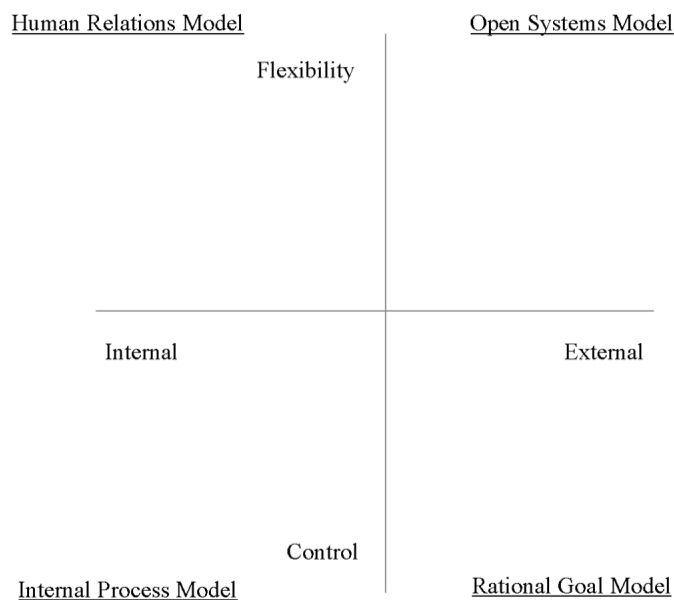 Human Relations Model
Open Systems Model
Flexibility
Internal
External
Control
Internal Process Model
Rational Goal Model